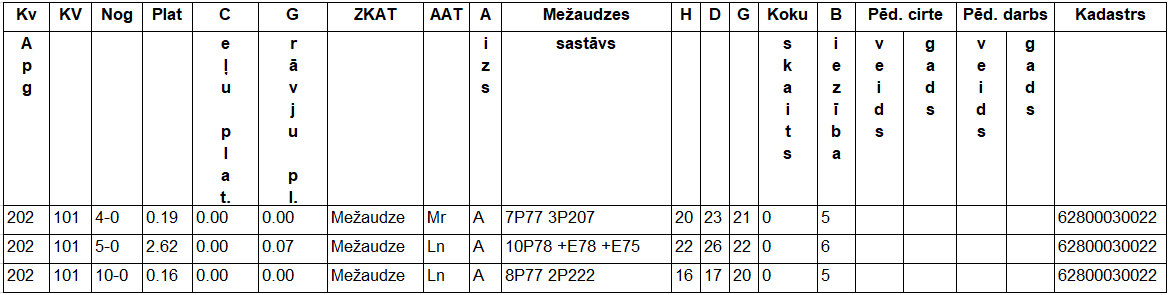 Kv Apg | KV | Nog | Plat | Ceļu plat. | Grāvju pl. | ZKAT | AAT | Aizs | Mežaudzes sastāvs | H | D | G | Koku skaits | Biezība | Pēd. cirte veids | gads | Pēd. darbs veids | gads | Kadastrs
202 | 101 | 4-0 | 0.19 | 0.00 | 0.00 | Mežaudze | Mr | A | 7P77 3P207 | 20 | 23 | 21 | 0 | 5 | | | | | 62800030022
202 | 101 | 5-0 | 2.62 | 0.00 | 0.07 | Mežaudze | Ln | A | 10P78 +E78 +E75 | 22 | 26 | 22 | 0 | 6 | | | | | 62800030022
202 | 101 | 10-0 | 0.16 | 0.00 | 0.00 | Mežaudze | Ln | A | 8P77 2P222 | 16 | 17 | 20 | 0 | 5 | | | | | 62800030022